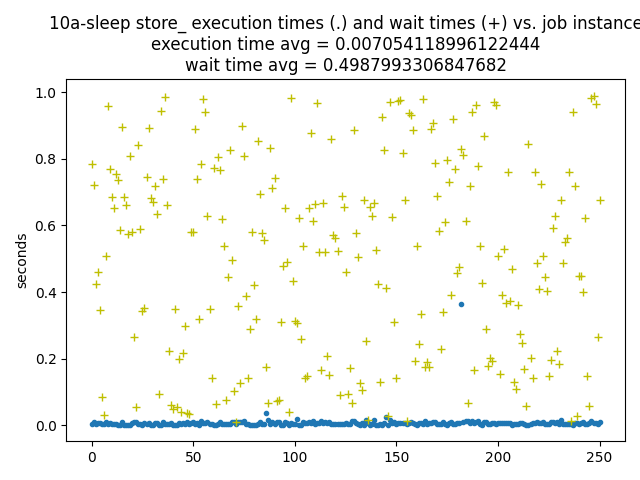 10a-sleep store_ execution times (.) and wait times (+) vs. job instance
execution time avg = 0.007054118996122444
wait time avg = 0.4987993306847682
1.0
0.8
0.6
0.4
0.2
0.0
seconds
0 50 100 150 200 250